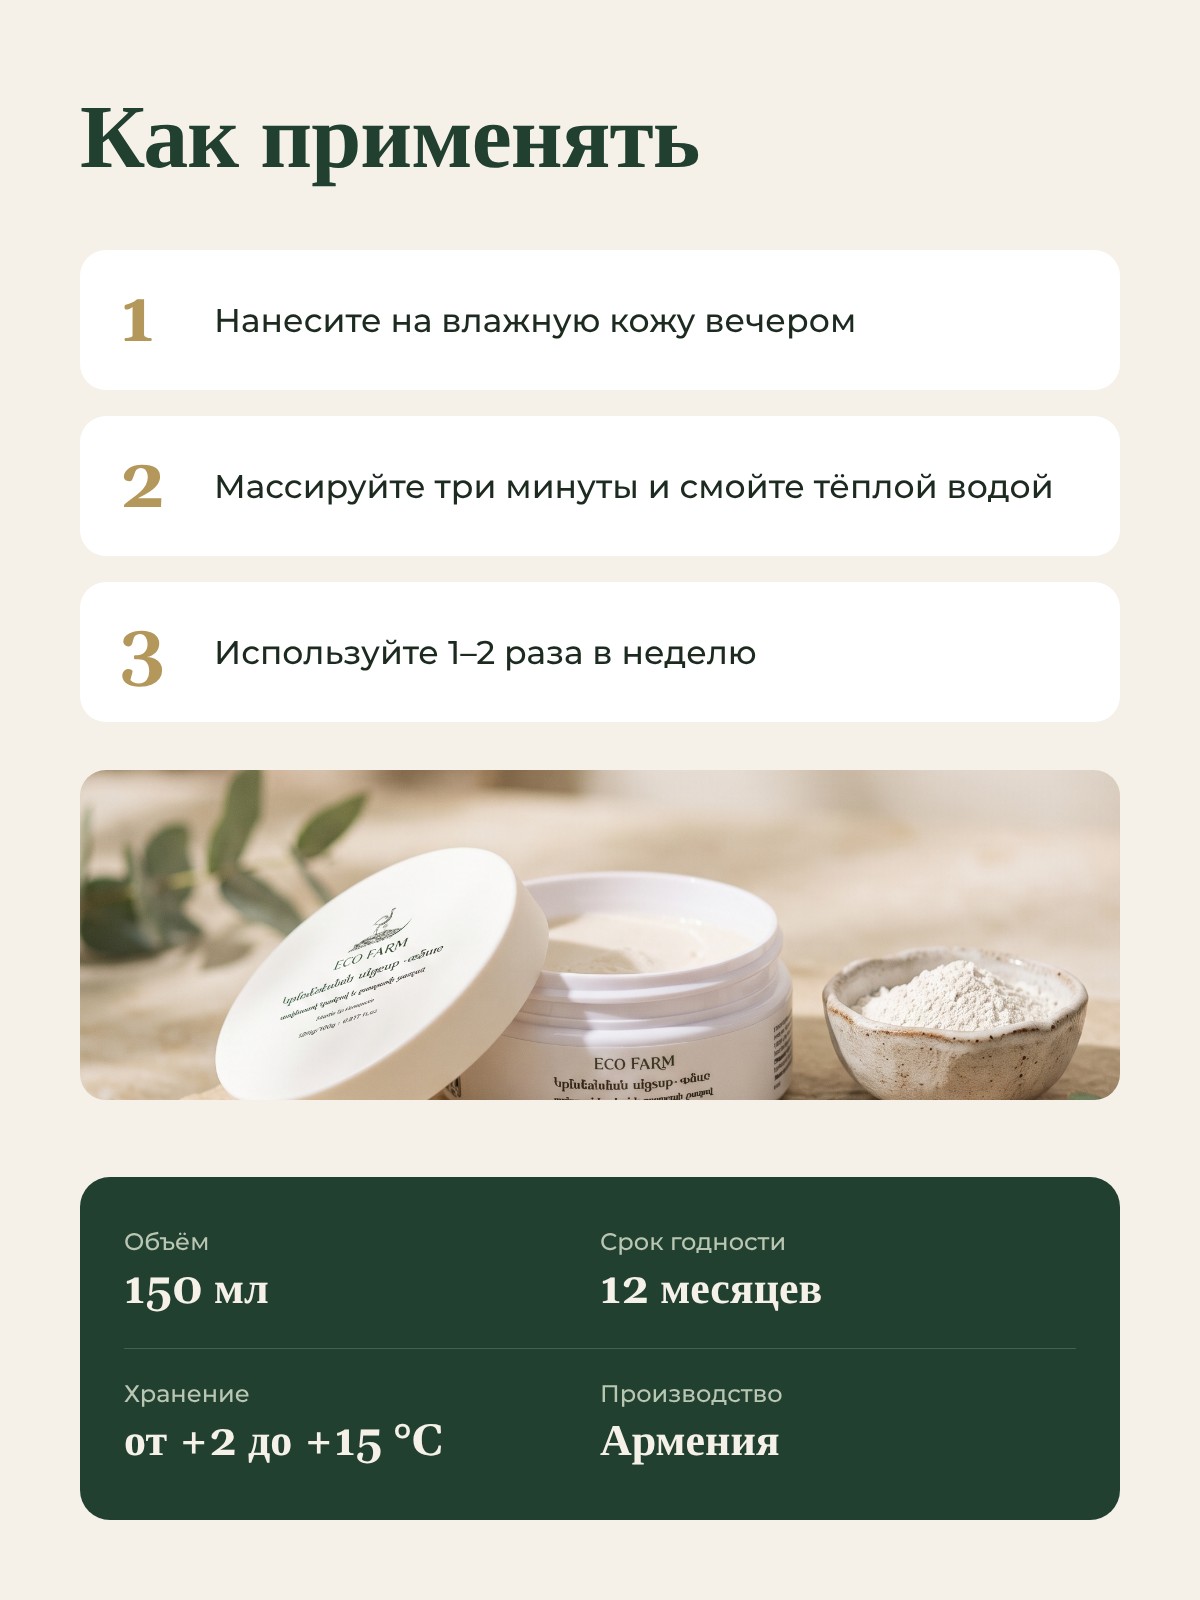 Как применять
1 Нанесите на влажную кожу вечером
2 Массируйте три минуты и смойте тёплой водой
3 Используйте 1–2 раза в неделю
ECO FARM
ECO FARM
Объём
150 мл
Срок годности
12 месяцев
Хранение
от +2 до +15 °C
Производство
Армения